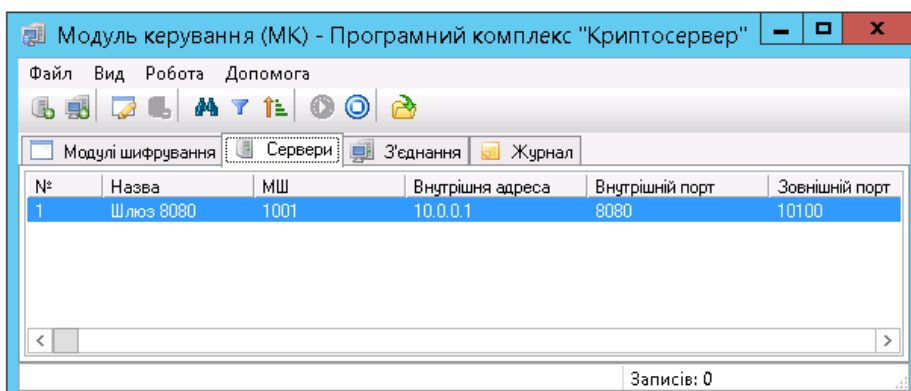 Модуль керування (МК) - Програмний комплекс "Криптосервер"
Файл Вид Робота Допомога
Модулі шифрування Сервери З'єднання Журнал
№ Назва МШ Внутрішня адреса Внутрішній порт Зовнішній порт
1 Шлюз 8080 1001 10.0.0.1 8080 10100
Записів: 0